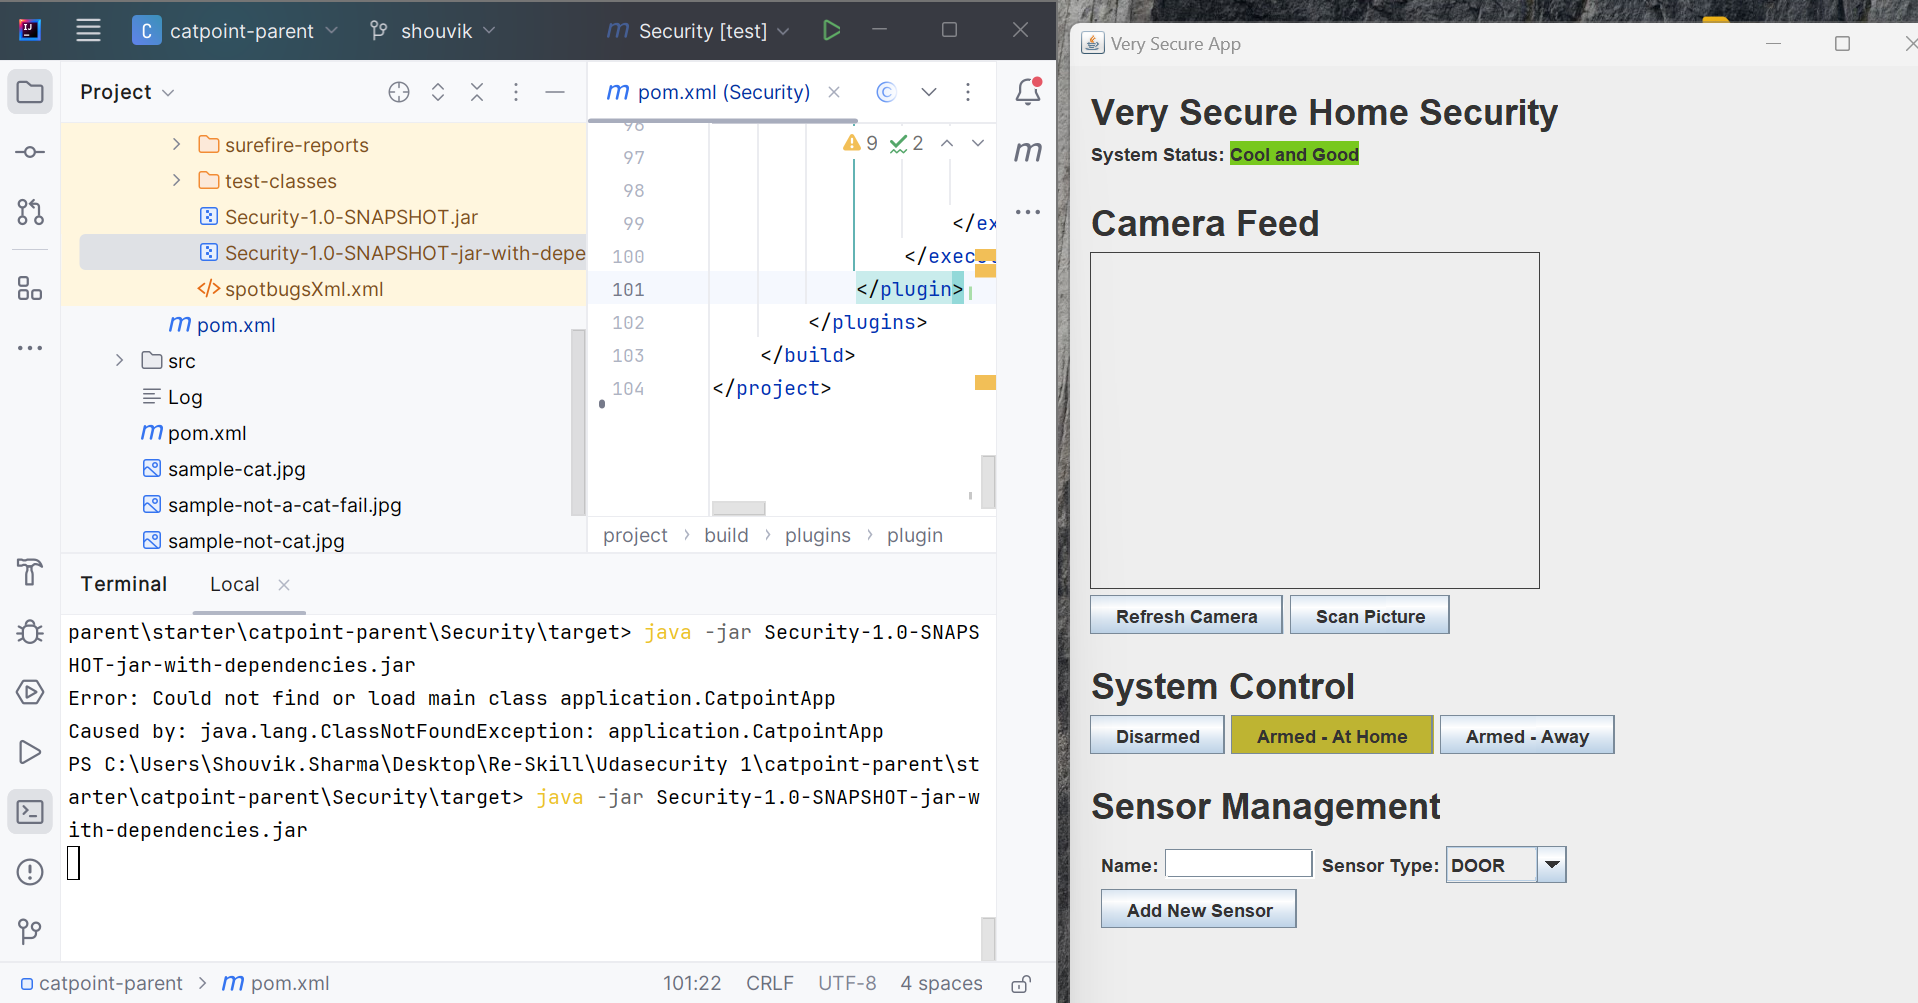 C catpoint-parent shouvik Security [test]
Project
surefire-reports
test-classes
Security-1.0-SNAPSHOT.jar
Security-1.0-SNAPSHOT-jar-with-depe
spotbugsXml.xml
pom.xml
src
Log
pom.xml
sample-cat.jpg
sample-not-a-cat-fail.jpg
sample-not-cat.jpg
pom.xml (Security)
9 2
96
97
98
99 </ex
100 </exec
101 </plugin>
102 </plugins>
103 </build>
104 </project>
project > build > plugins > plugin
Terminal Local
parent\starter\catpoint-parent\Security\target> java -jar Security-1.0-SNAPS
HOT-jar-with-dependencies.jar
Error: Could not find or load main class application.CatpointApp
Caused by: java.lang.ClassNotFoundException: application.CatpointApp
PS C:\Users\Shouvik.Sharma\Desktop\Re-Skill\Udasecurity 1\catpoint-parent\st
arter\catpoint-parent\Security\target> java -jar Security-1.0-SNAPSHOT-jar-w
ith-dependencies.jar
catpoint-parent > pom.xml 101:22 CRLF UTF-8 4 spaces
Very Secure App
Very Secure Home Security
System Status: Cool and Good
Camera Feed
Refresh Camera Scan Picture
System Control
Disarmed Armed - At Home Armed - Away
Sensor Management
Name: Sensor Type: DOOR
Add New Sensor